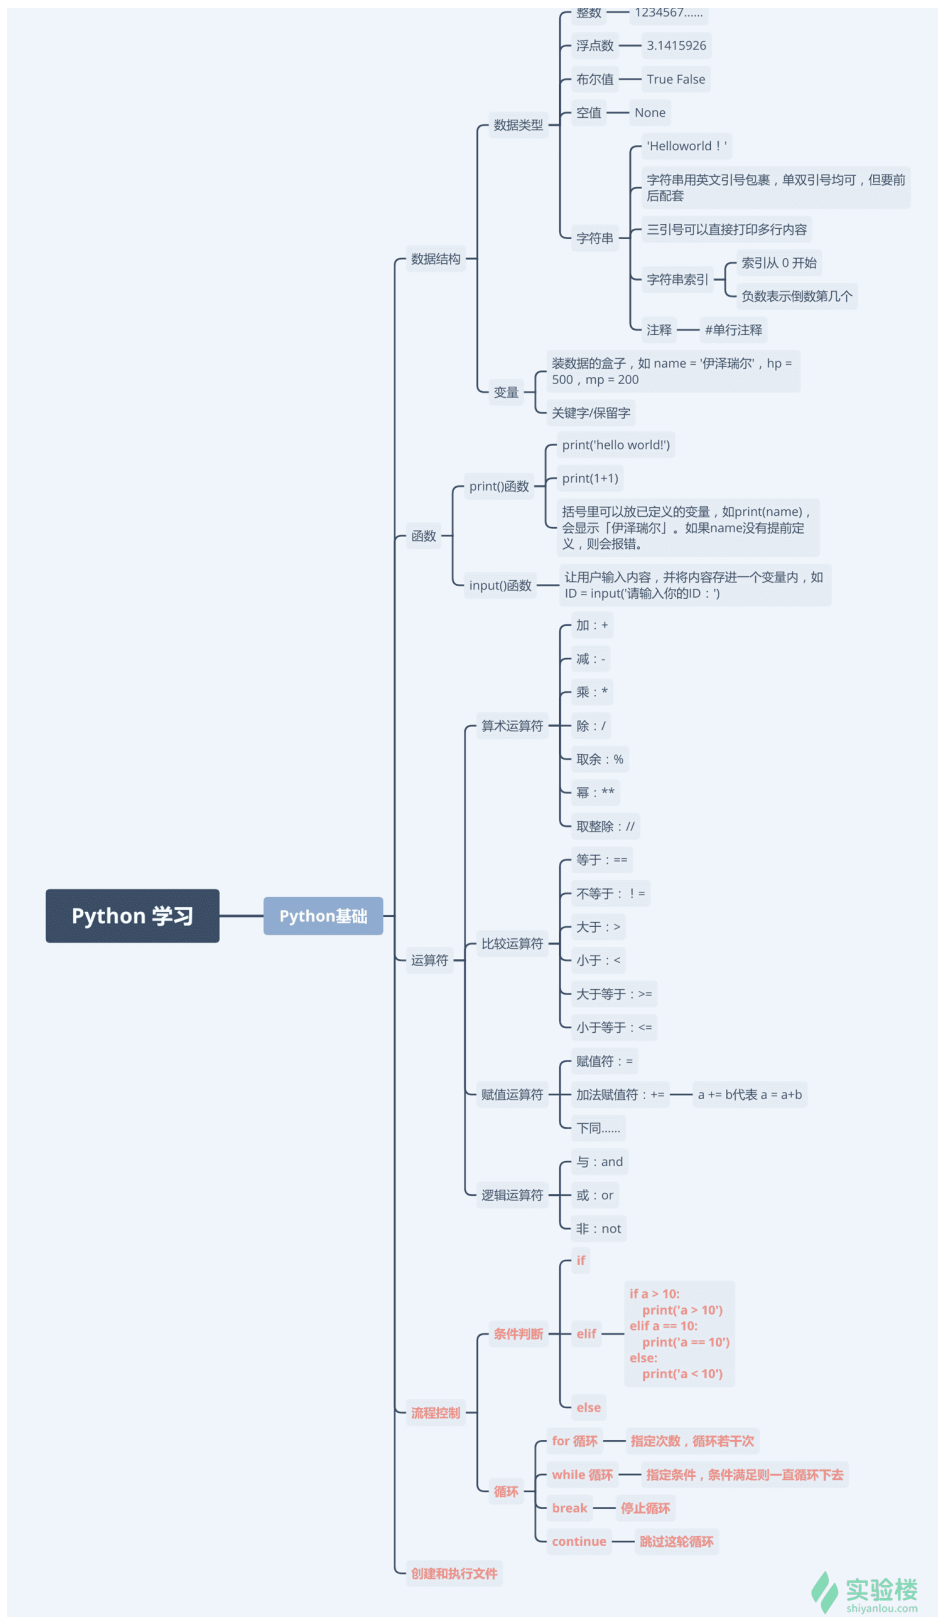 整数
1234567......
浮点数
3.1415926
布尔值
True False
空值
None
数据类型
'Helloworld！'
字符串用英文引号包裹，单双引号均可，但要前
后配套
三引号可以直接打印多行内容
字符串
索引从 0 开始
字符串索引
负数表示倒数第几个
数据结构
注释
#单行注释
装数据的盒子，如 name = '伊泽瑞尔'，hp =
500，mp = 200
变量
关键字/保留字
print('hello world!')
print()函数
print(1+1)
括号里可以放已定义的变量，如print(name)，
会显示「伊泽瑞尔」。如果name没有提前定
义，则会报错。
函数
input()函数
让用户输入内容，并将内容存进一个变量内，如
ID = input('请输入你的ID：')
加：+
减：-
乘：*
算术运算符
除：/
取余：%
幂：**
取整除：//
等于：==
不等于：！=
大于：>
比较运算符
小于：<
大于等于：>=
小于等于：<=
Python 学习
Python基础
运算符
赋值符：=
赋值运算符
加法赋值符：+=
a += b代表 a = a+b
下同......
与：and
逻辑运算符
或：or
非：not
if
条件判断
elif
if a > 10:
print('a > 10')
elif a == 10:
print('a == 10')
else:
print('a < 10')
else
流程控制
for 循环
指定次数，循环若干次
while 循环
指定条件，条件满足则一直循环下去
循环
break
停止循环
continue
跳过这轮循环
创建和执行文件
实验楼
shiyanlou.com